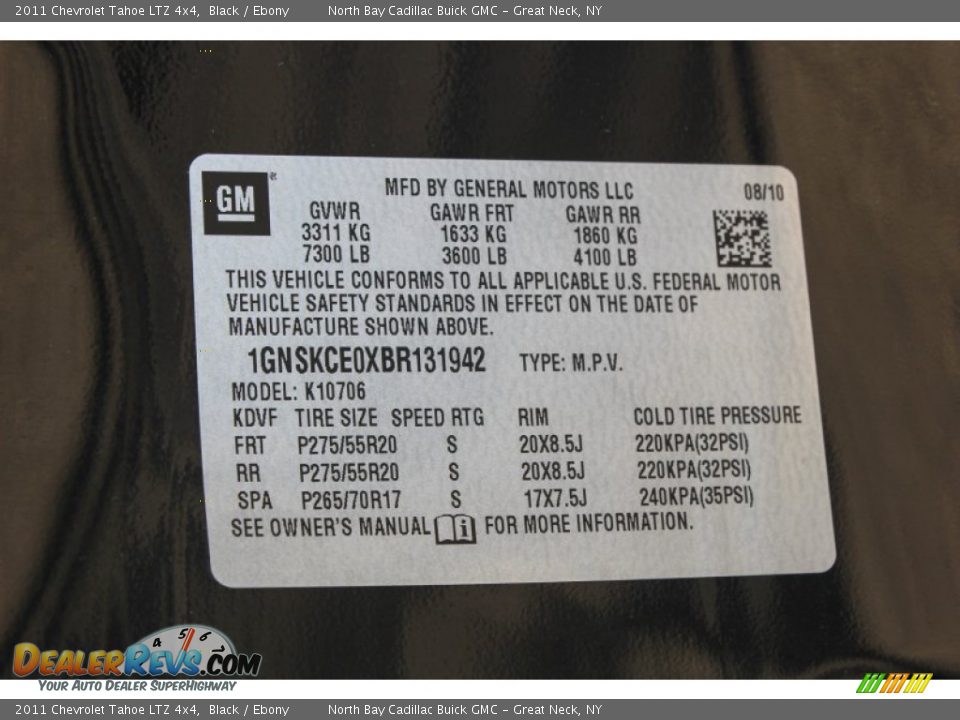 2011 Chevrolet Tahoe LTZ 4x4, Black / Ebony North Bay Cadillac Buick GMC - Great Neck, NY
GM MFD BY GENERAL MOTORS LLC 08/10
GVWR GAWR FRT GAWR RR
3311 KG 1633 KG 1860 KG
7300 LB 3600 LB 4100 LB
THIS VEHICLE CONFORMS TO ALL APPLICABLE U.S. FEDERAL MOTOR
VEHICLE SAFETY STANDARDS IN EFFECT ON THE DATE OF
MANUFACTURE SHOWN ABOVE.
1GNSKCE0XBR131942 TYPE: M.P.V.
MODEL: K10706
KDVF TIRE SIZE SPEED RTG RIM COLD TIRE PRESSURE
FRT P275/55R20 S 20X8.5J 220KPA(32PSI)
RR P275/55R20 S 20X8.5J 220KPA(32PSI)
SPA P265/70R17 S 17X7.5J 240KPA(35PSI)
SEE OWNER'S MANUAL i FOR MORE INFORMATION.
4 5 6
DEALERREVS.COM
YOUR AUTO DEALER SUPERHIGHWAY
2011 Chevrolet Tahoe LTZ 4x4, Black / Ebony North Bay Cadillac Buick GMC - Great Neck, NY